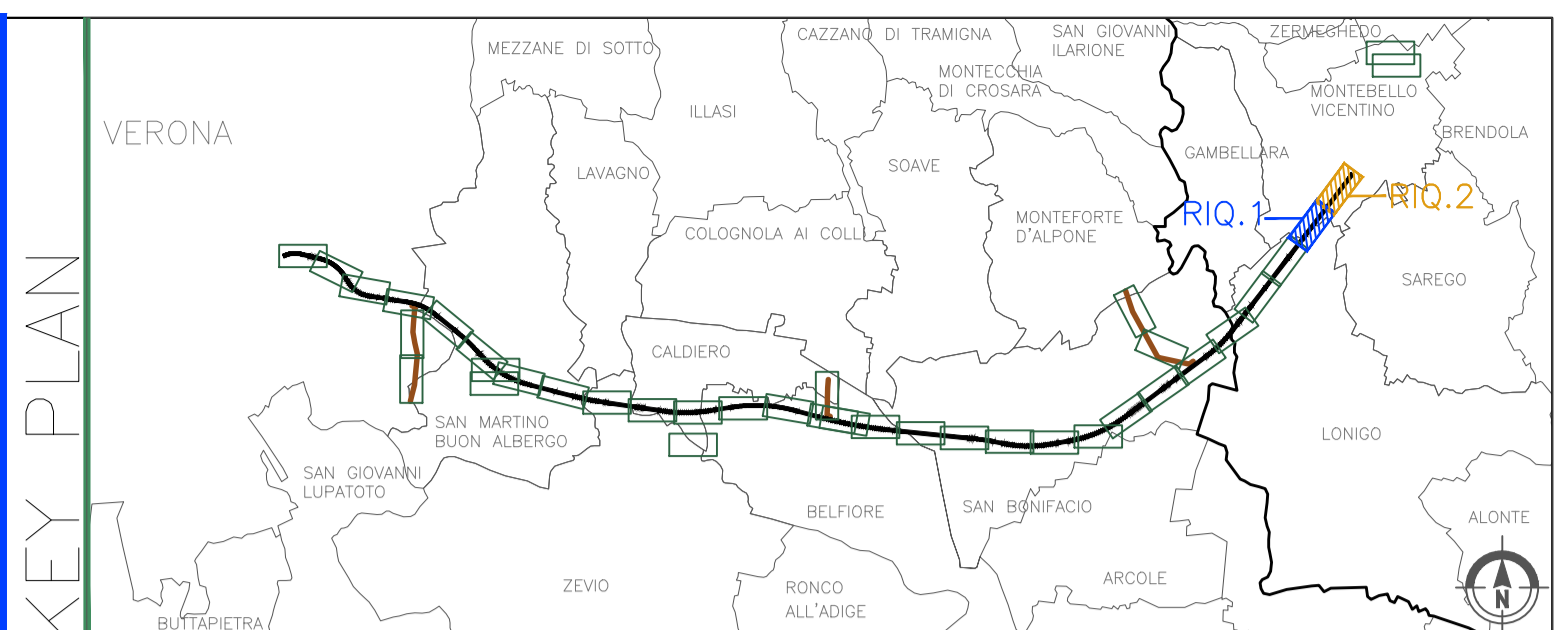 KEY PLAN
VERONA
MEZZANE DI SOTTO
CAZZANO DI TRAMIGNA
SAN GIOVANNI
ILARIONE
ZERMEGHEDO
MONTECCHIA
DI CROSARA
ILLASI
MONTEBELLO
VICENTINO
BRENDOLA
LAVAGNO
SOAVE
GAMBELLARA
RIQ.1
RIQ.2
MONTEFORTE
D'ALPONE
COLOGNOLA AI COLLI
SAREGO
CALDIERO
SAN MARTINO
BUON ALBERGO
LONIGO
SAN GIOVANNI
LUPATOTO
BELFIORE
SAN BONIFACIO
ALONTE
ZEVIO
RONCO
ALL'ADIGE
ARCOLE
N
BUTTAPIETRA